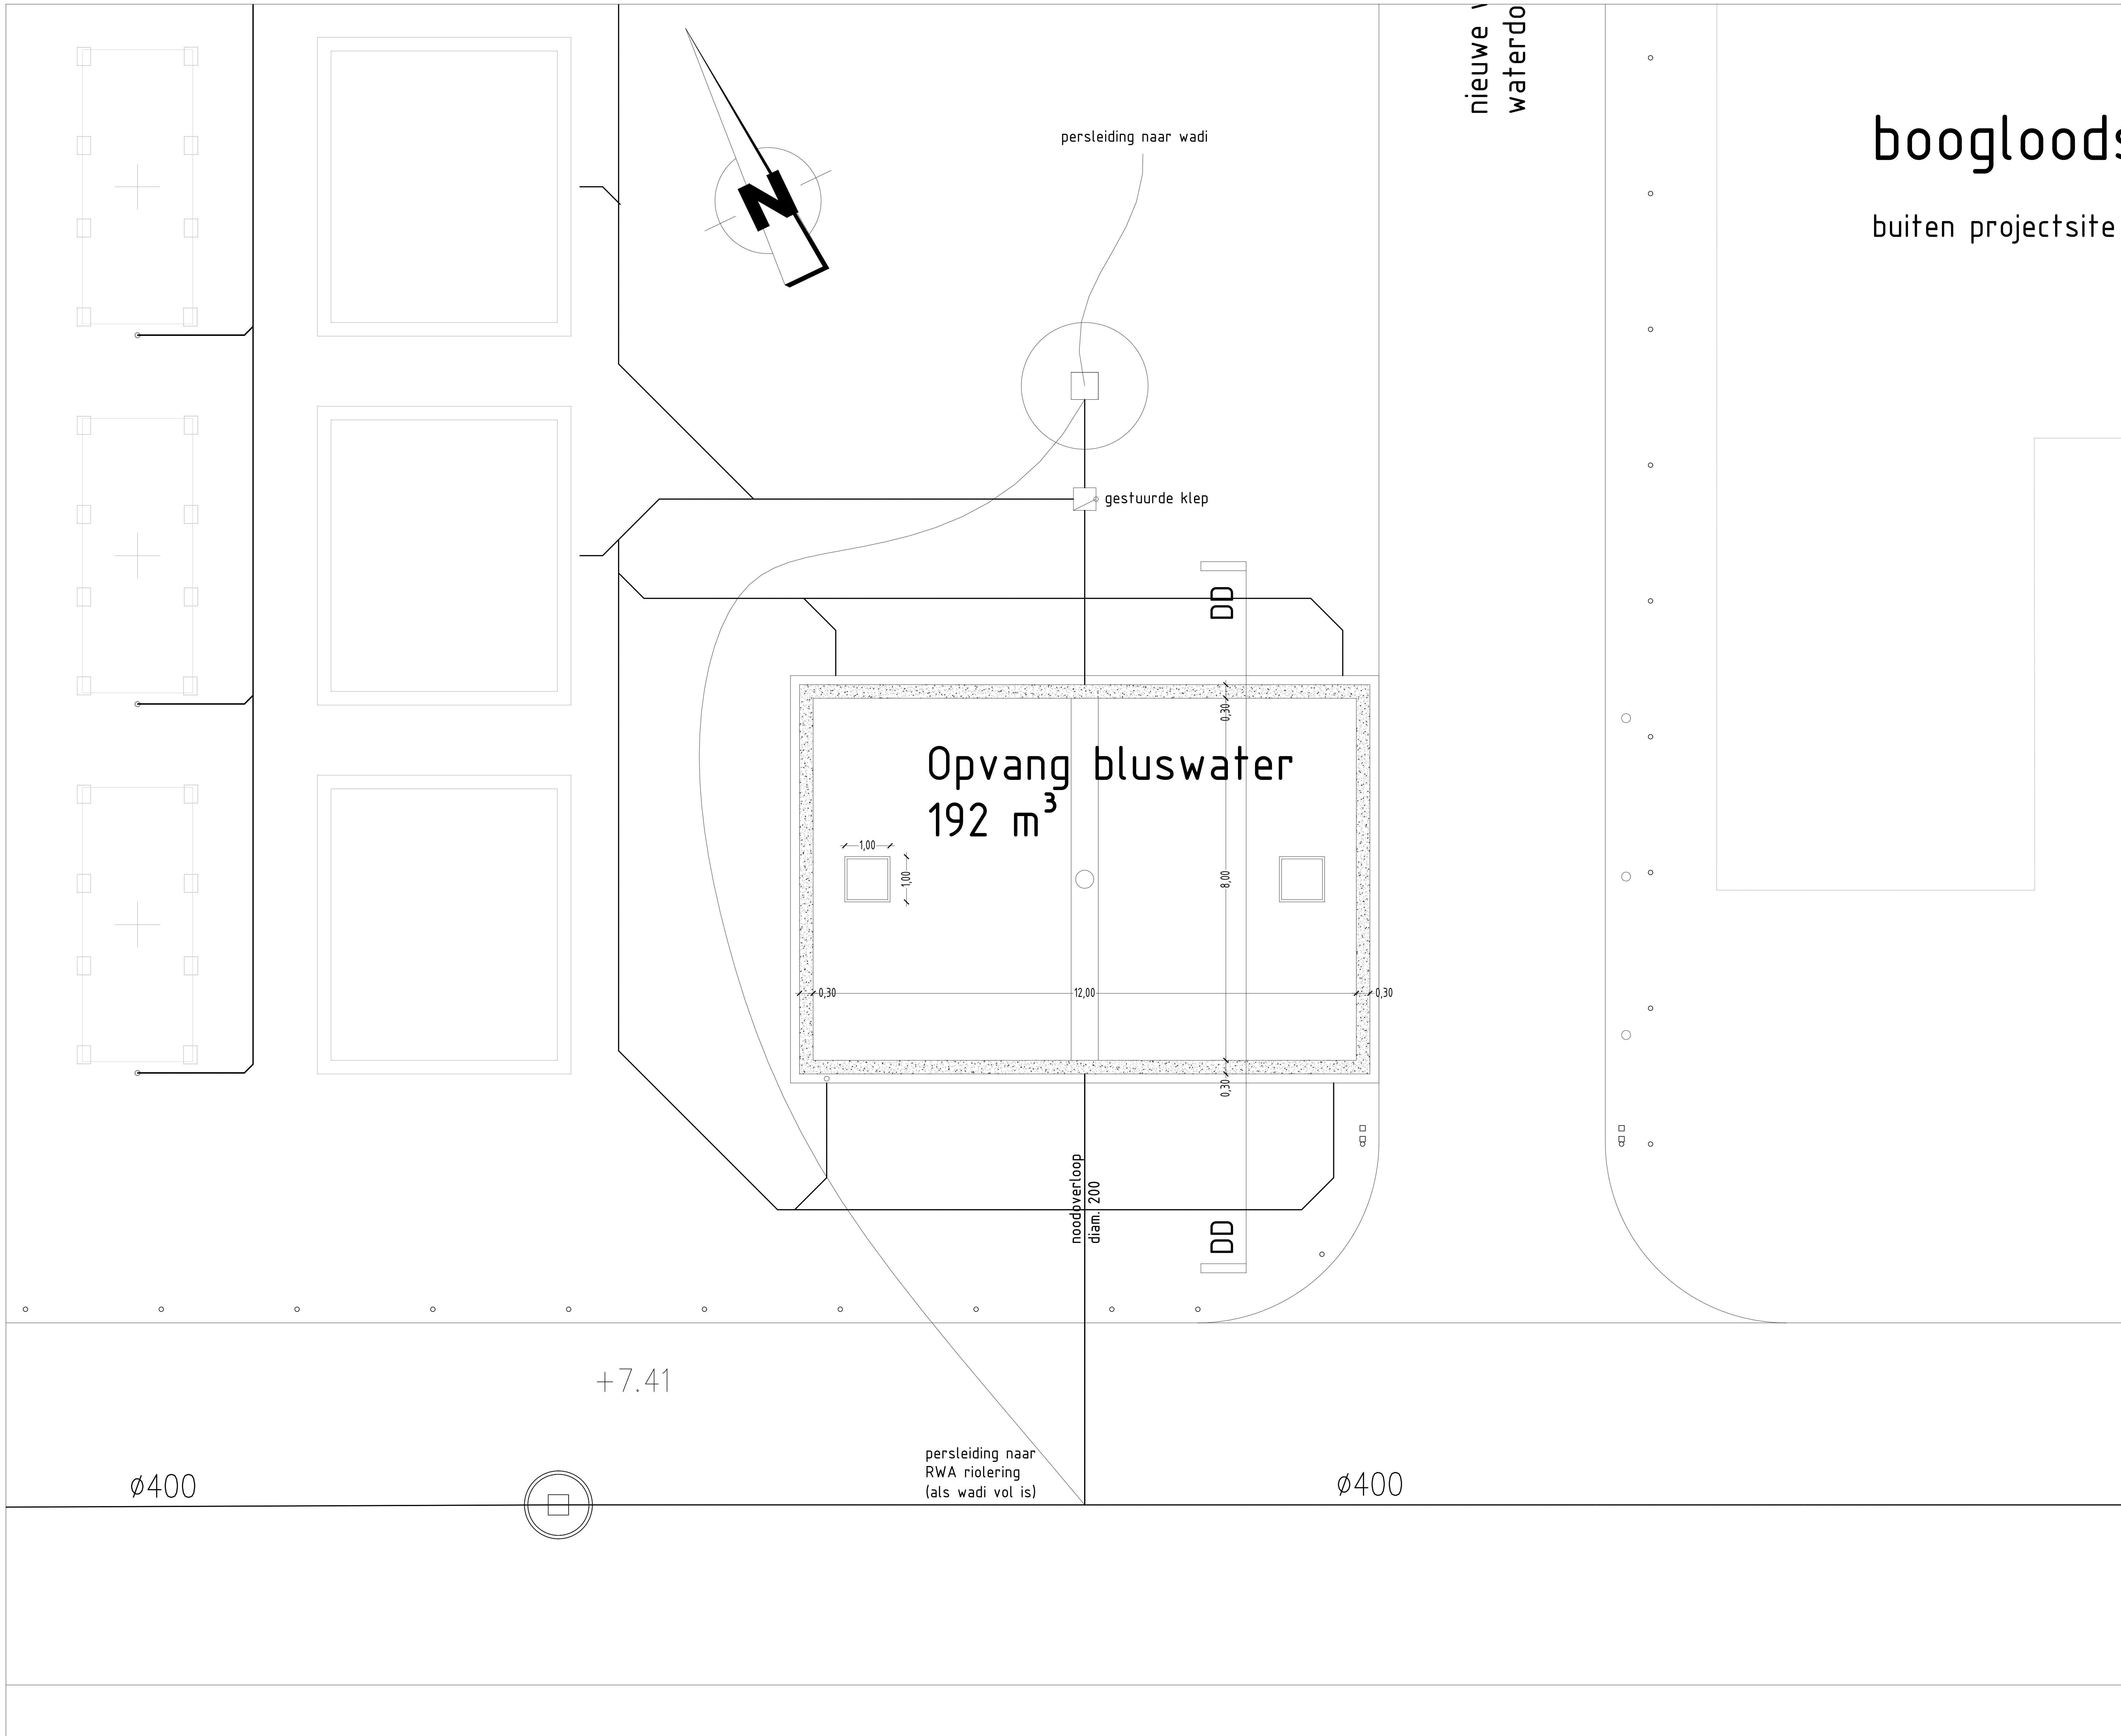 nieuwe
waterdo
boogloods
buiten projectsite
persleiding naar wadi
N
gestuurde klep
DD
0,30
Opvang bluswater
192 m³
1,00
1,00
8,00
0,30
12,00
0,30
0,30
noodoverloop
diam. 200
DD
+7.41
persleiding naar
RWA riolering
(als wadi vol is)
ø400
ø400